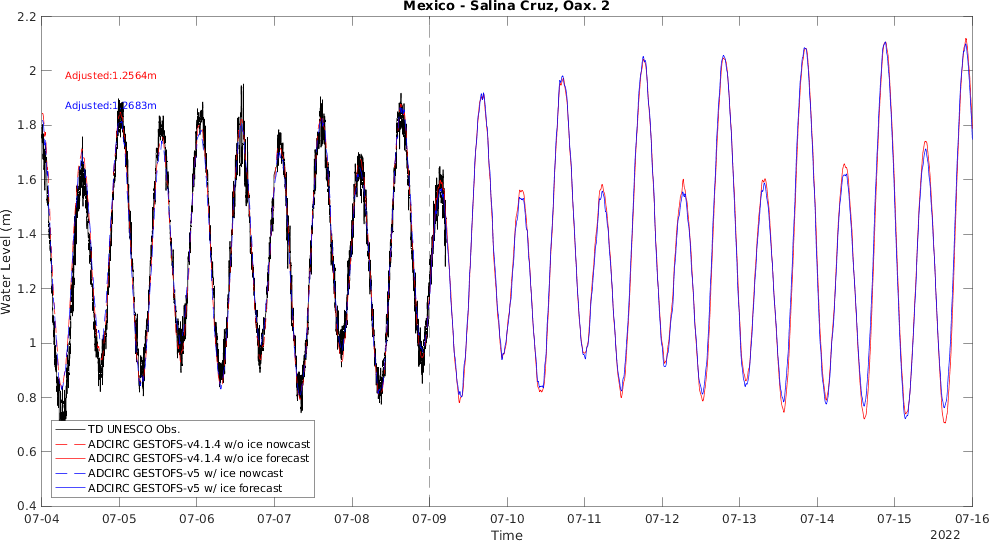 Mexico - Salina Cruz, Oax. 2
Water Level (m)
2.2
2
1.8
1.6
1.4
1.2
1
0.8
0.6
0.4
Adjusted:1.2564m
Adjusted:1.2683m
TD UNESCO Obs.
ADCIRC GESTOFS-v4.1.4 w/o ice nowcast
ADCIRC GESTOFS-v4.1.4 w/o ice forecast
ADCIRC GESTOFS-v5 w/ ice nowcast
ADCIRC GESTOFS-v5 w/ ice forecast
07-04 07-05 07-06 07-07 07-08 07-09 07-10 07-11 07-12 07-13 07-14 07-15 07-16
Time
2022